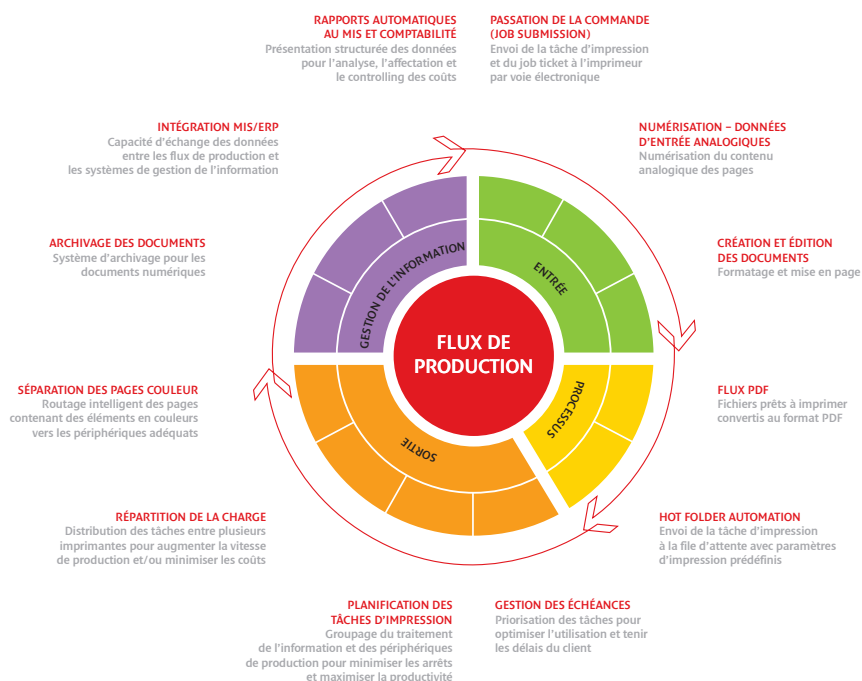 RAPPORTS AUTOMATIQUES
AU MIS ET COMPTABILITÉ
Présentation structurée des données
pour l'analyse, l'affectation et
le controlling des coûts
PASSATION DE LA COMMANDE
(JOB SUBMISSION)
Envoi de la tâche d'impression
et du job ticket à l'imprimeur
par voie électronique
INTÉGRATION MIS/ERP
Capacité d'échange des données
entre les flux de production et
les systèmes de gestion de l'information
NUMÉRISATION – DONNÉES
D'ENTRÉE ANALOGIQUES
Numérisation du contenu
analogique des pages
ARCHIVAGE DES DOCUMENTS
Système d'archivage pour les
documents numériques
CRÉATION ET ÉDITION
DES DOCUMENTS
Formatage et mise en page
GESTION DE L'INFORMATION
ENTRÉE
FLUX DE
PRODUCTION
PROCESSUS
SORTIE
SÉPARATION DES PAGES COULEUR
Routage intelligent des pages
contenant des éléments en couleurs
vers les périphériques adéquats
FLUX PDF
Fichiers prêts à imprimer
convertis au format PDF
RÉPARTITION DE LA CHARGE
Distribution des tâches entre plusieurs
imprimantes pour augmenter la vitesse
de production et/ou minimiser les coûts
HOT FOLDER AUTOMATION
Envoi de la tâche d'impression
à la file d'attente avec paramètres
d'impression prédéfinis
PLANIFICATION DES
TÂCHES D'IMPRESSION
Groupage du traitement
de l'information et des périphériques
de production pour minimiser les arrêts
et maximiser la productivité
GESTION DES ÉCHÉANCES
Priorisation des tâches pour
optimiser l'utilisation et tenir
les délais du client